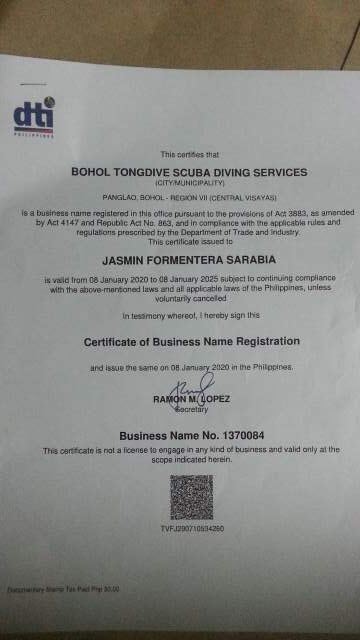 dti
PHILIPPINES
This certifies that
BOHOL TONGDIVE SCUBA DIVING SERVICES
(CITY/MUNICIPALITY)
PANGLAO, BOHOL - REGION VII (CENTRAL VISAYAS)
is a business name registered in this office pursuant to the provisions of Act 3883, as amended
by Act 4147 and Republic Act No. 863, and in compliance with the applicable rules and
regulations prescribed by the Department of Trade and Industry.
This certificate issued to
JASMIN FORMENTERA SARABIA
is valid from 08 January 2020 to 08 January 2025 subject to continuing compliance
with the above-mentioned laws and all applicable laws of the Philippines, unless
voluntarily cancelled
In testimony whereof, I hereby sign this
Certificate of Business Name Registration
and issue the same on 08 January 2020 in the Philippines.
RAMON M. LOPEZ
Secretary
Business Name No. 1370084
This certificate is not a license to engage in any kind of business and valid only at the
scope indicated herein.
TVFJ290710534260
Documentary Stamp Tax Paid Php 30.00